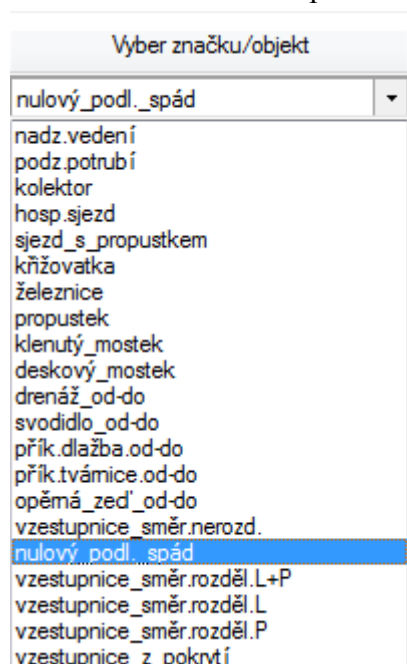 Vyber značku/objekt
nulový_podl._spád
nadz.vedení
podz.potrubí
kolektor
hosp.sjezd
sjezd_s_propustkem
křižovatka
železnice
propustek
klenutý_mostek
deskový_mostek
drenáž_od-do
svodidlo_od-do
přík.dlažba.od-do
přík.tvárnice.od-do
opěrná_zeď_od-do
vzestupnice_směr.nerozd.
nulový_podl._spád
vzestupnice_směr.rozděl.L+P
vzestupnice_směr.rozděl.L
vzestupnice_směr.rozděl.P
vzestupnice_z_pokrytí